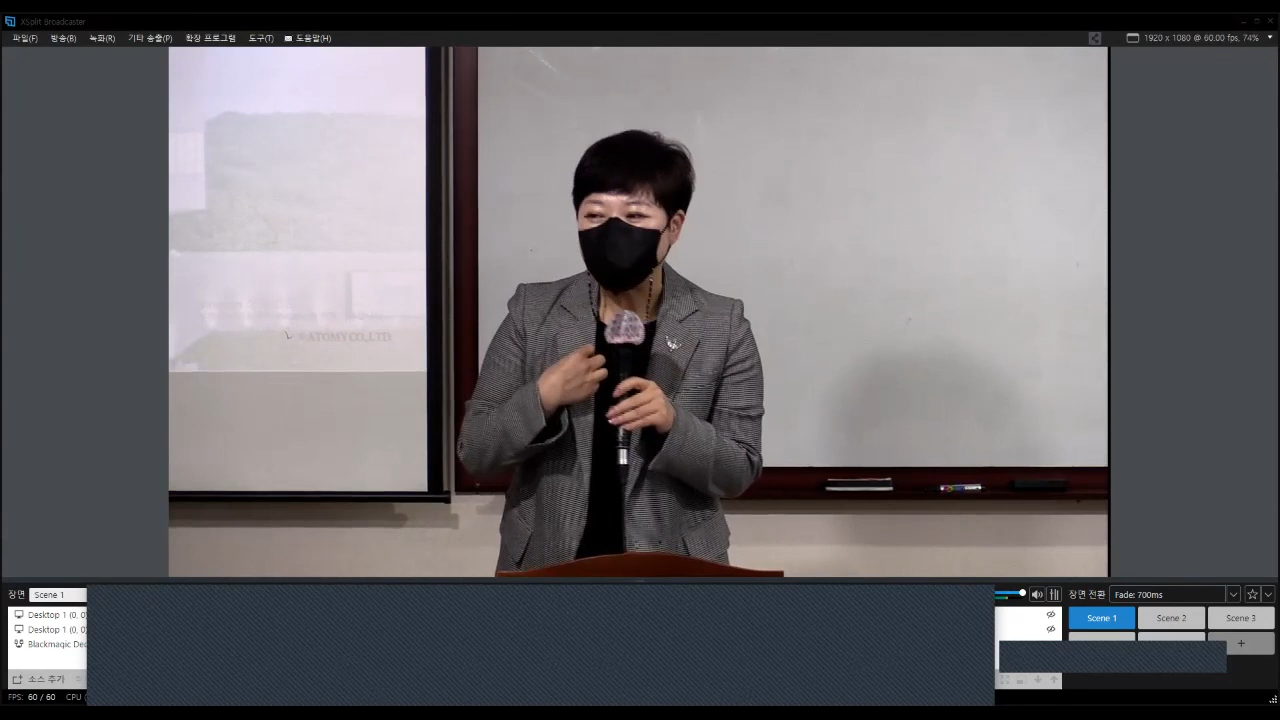 XSplit Broadcaster
파일(F) 방송(B) 녹화(R) 기타 송출(P) 확장 프로그램 도구(T) 도움말(H) 1920 x 1080 @ 60.00 fps, 74%
© ATOMY CO., LTD.
장면 Scene 1 장면 전환 Fade: 700ms
Desktop 1 (0, 0) Scene 1 Scene 2 Scene 3
Desktop 1 (0, 0)
Blackmagic Dec
소스 추가
FPS: 60 / 60 CPU